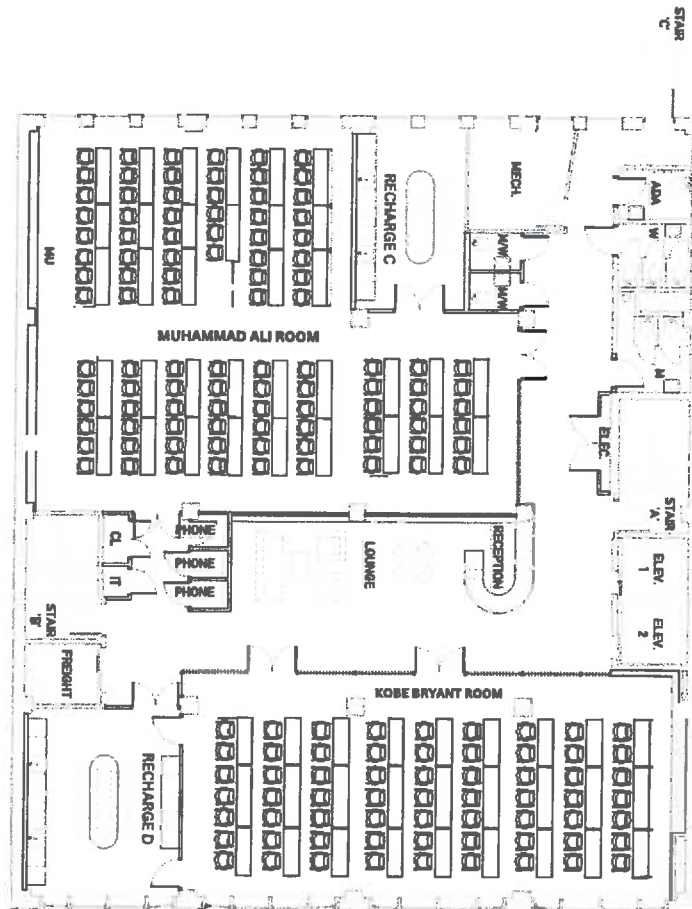 STAIR
'C'
MECH.
ADA
W
RECHARGE C
M/W
M/W
MUHAMMAD ALI ROOM
M
ELEC.
STAIR
'A'
PHONE
CL
RECEPTION
LOUNGE
PHONE
ELEV.
1
IT
PHONE
STAIR
'B'
ELEV.
2
FREIGHT
KOBE BRYANT ROOM
RECHARGE D